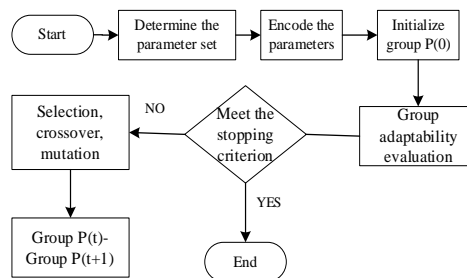 Start
Determine the
parameter set
Encode the
parameters
Initialize
group P(0)
Group
adaptability
evaluation
Meet the
stopping
criterion
NO
Selection,
crossover,
mutation
YES
Group P(t)-
Group P(t+1)
End